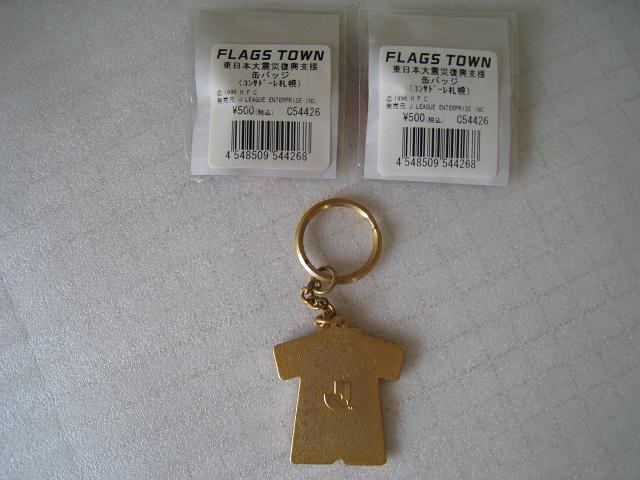 FLAGS TOWN
東日本大震災復興支援
缶バッジ
(コンサドーレ札幌)
©1996 H.F.C
発売元 J.LEAGUE ENTERPRISE INC.
¥500(税込) C54426
4 548509 544268
FLAGS TOWN
東日本大震災復興支援
缶バッジ
(コンサドーレ札幌)
©1996 H.F.C
発売元 J.LEAGUE ENTERPRISE INC.
¥500(税込) C54426
4 548509 544268